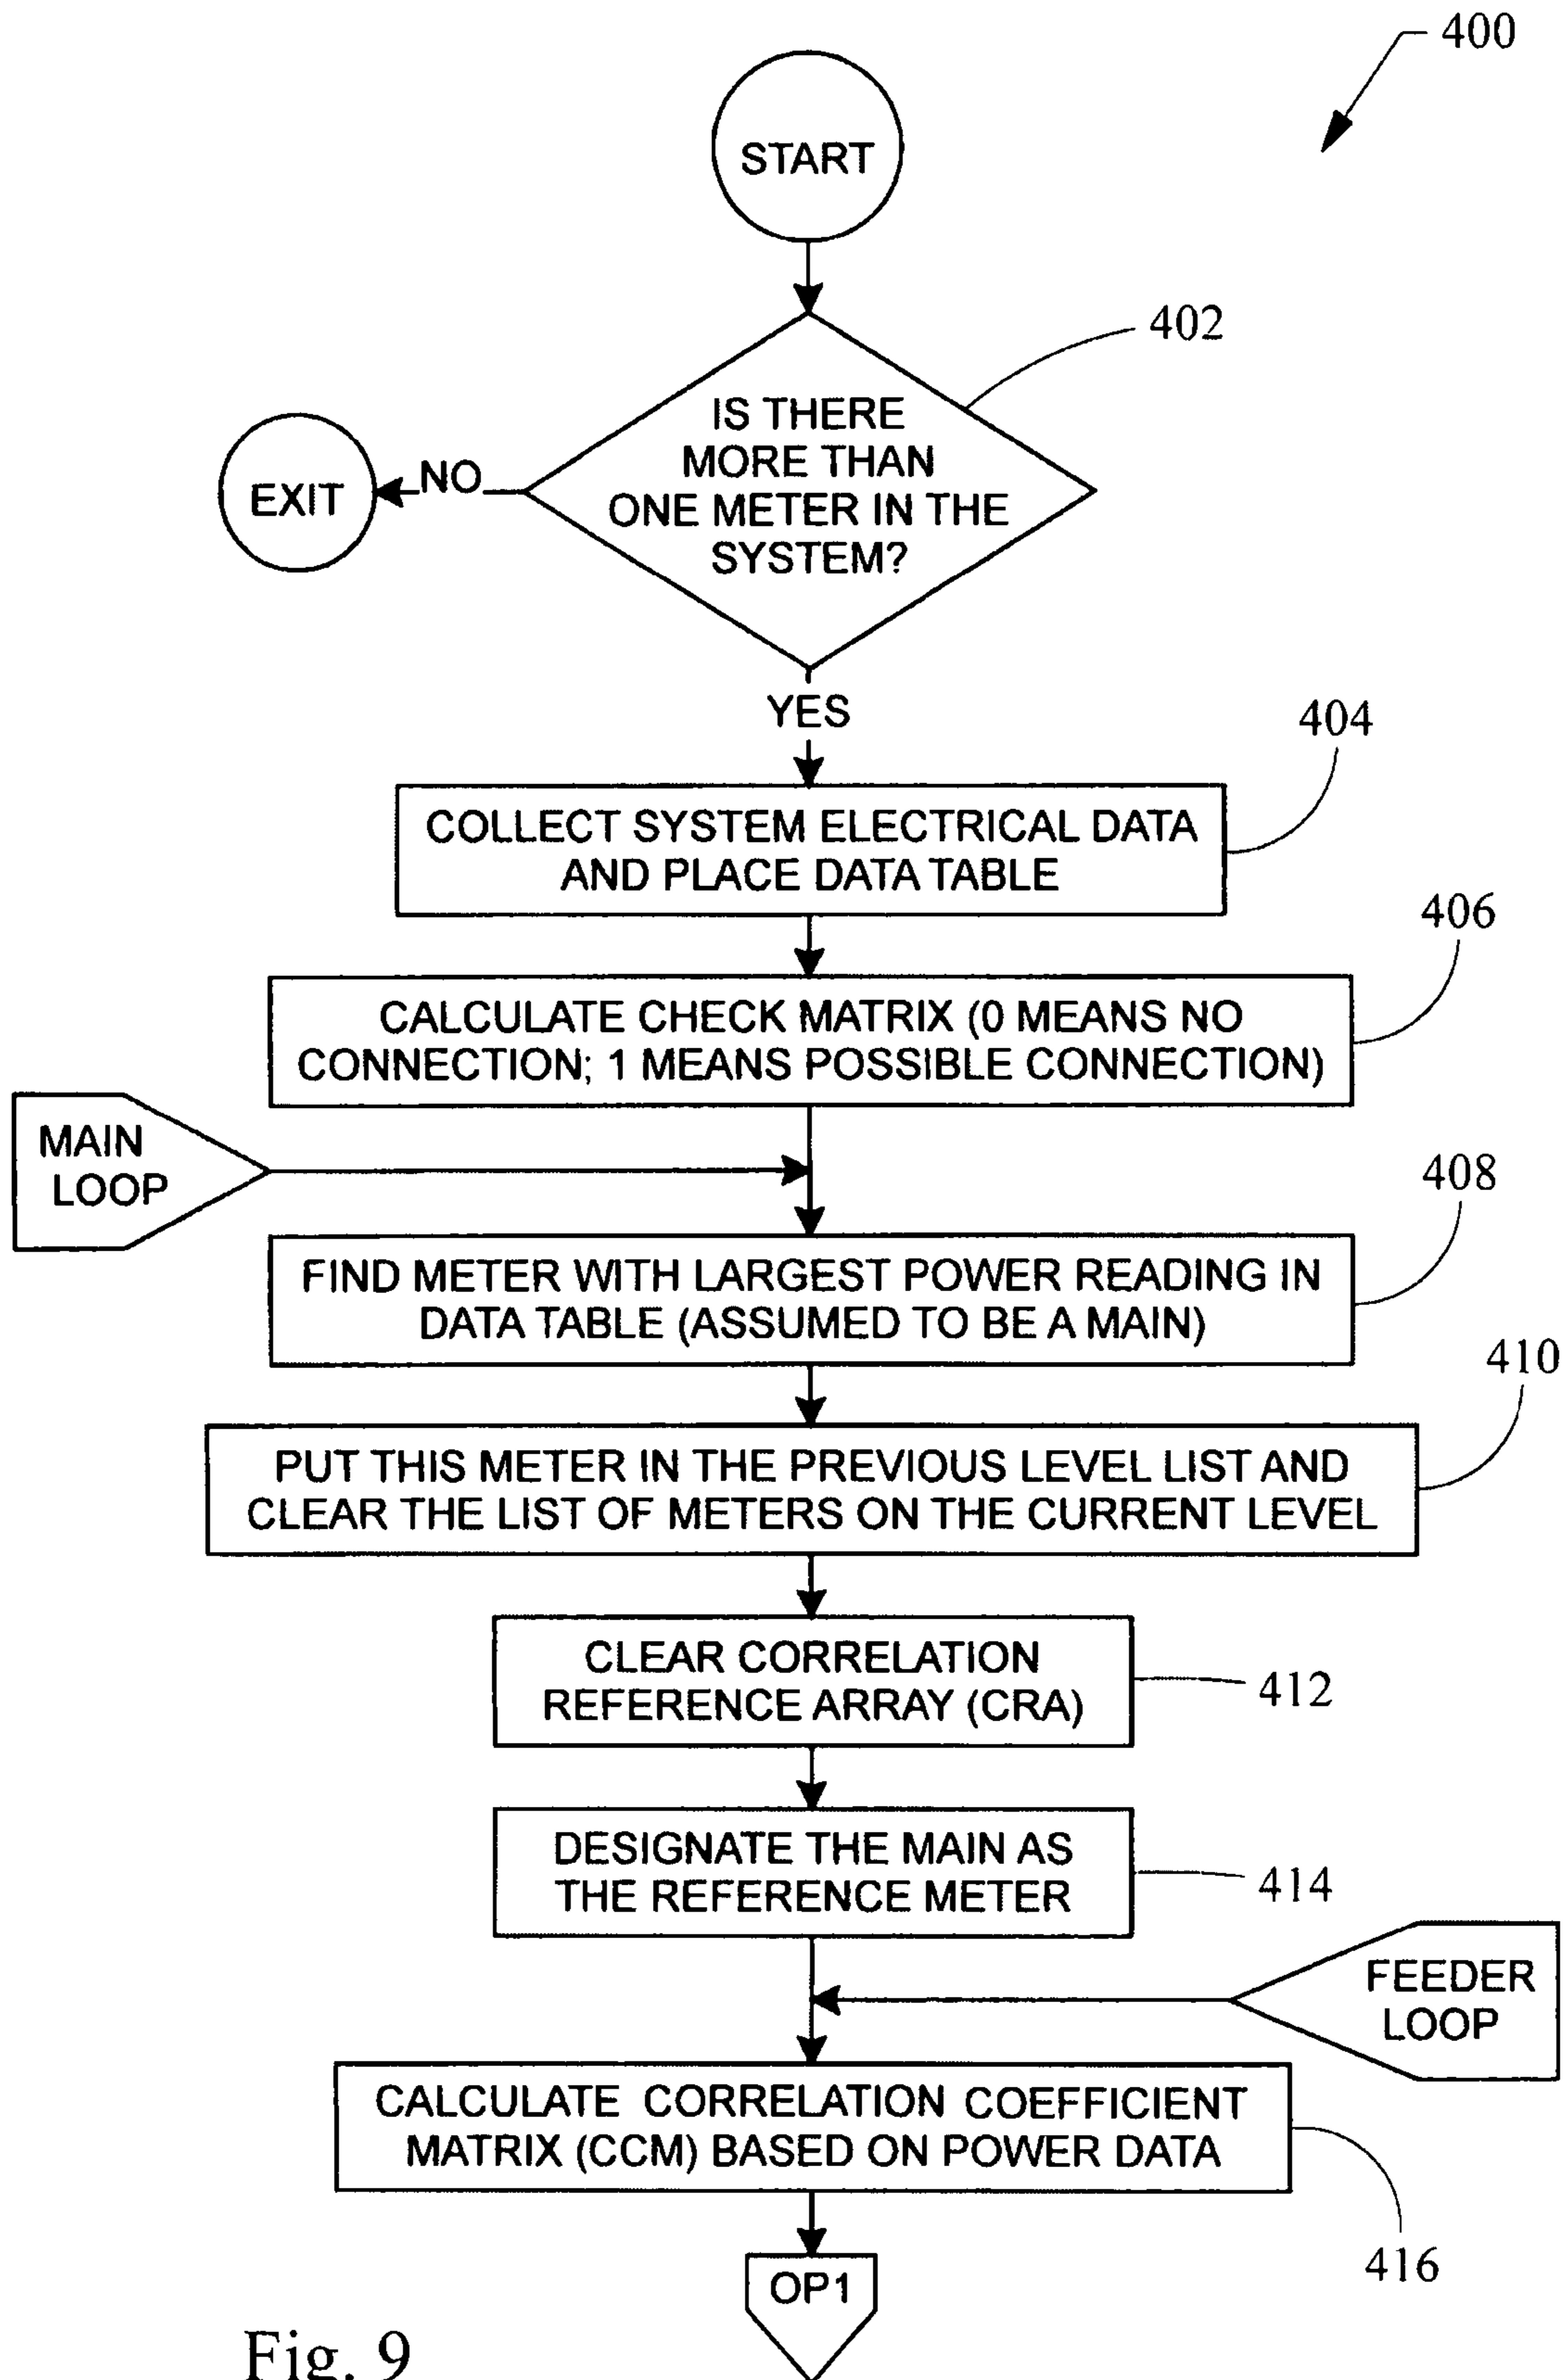 400
START
402
IS THERE
MORE THAN
ONE METER IN THE
SYSTEM?
NO
EXIT
YES
404
COLLECT SYSTEM ELECTRICAL DATA
AND PLACE DATA TABLE
406
CALCULATE CHECK MATRIX (0 MEANS NO
CONNECTION; 1 MEANS POSSIBLE CONNECTION)
MAIN
LOOP
408
FIND METER WITH LARGEST POWER READING IN
DATA TABLE (ASSUMED TO BE A MAIN)
410
PUT THIS METER IN THE PREVIOUS LEVEL LIST AND
CLEAR THE LIST OF METERS ON THE CURRENT LEVEL
CLEAR CORRELATION
REFERENCE ARRAY (CRA)
412
DESIGNATE THE MAIN AS
THE REFERENCE METER
414
FEEDER
LOOP
CALCULATE CORRELATION COEFFICIENT
MATRIX (CCM) BASED ON POWER DATA
416
OP1
Fig. 9